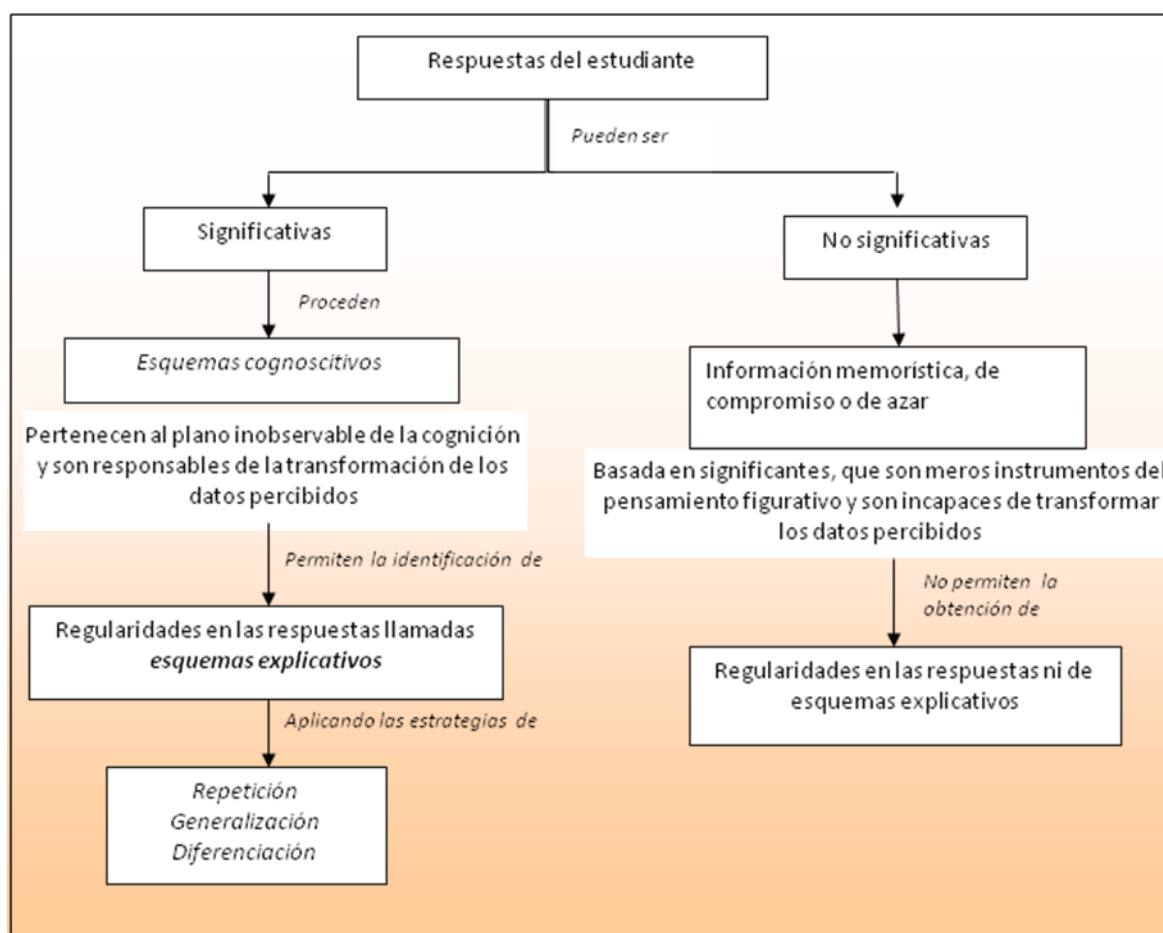 Respuestas del estudiante
Pueden ser
Significativas
Proceden
Esquemas cognoscitivos
Pertenecen al plano inobservable de la cognición
y son responsables de la transformación de los
datos percibidos
Permiten la identificación de
Regularidades en las respuestas llamadas
esquemas explicativos
Aplicando las estrategias de
Repetición
Generalización
Diferenciación
No significativas
Información memorística, de
compromiso o de azar
Basada en significantes, que son meros instrumentos del
pensamiento figurativo y son incapaces de transformar
los datos percibidos
No permiten la
obtención de
Regularidades en las respuestas ni de
esquemas explicativos